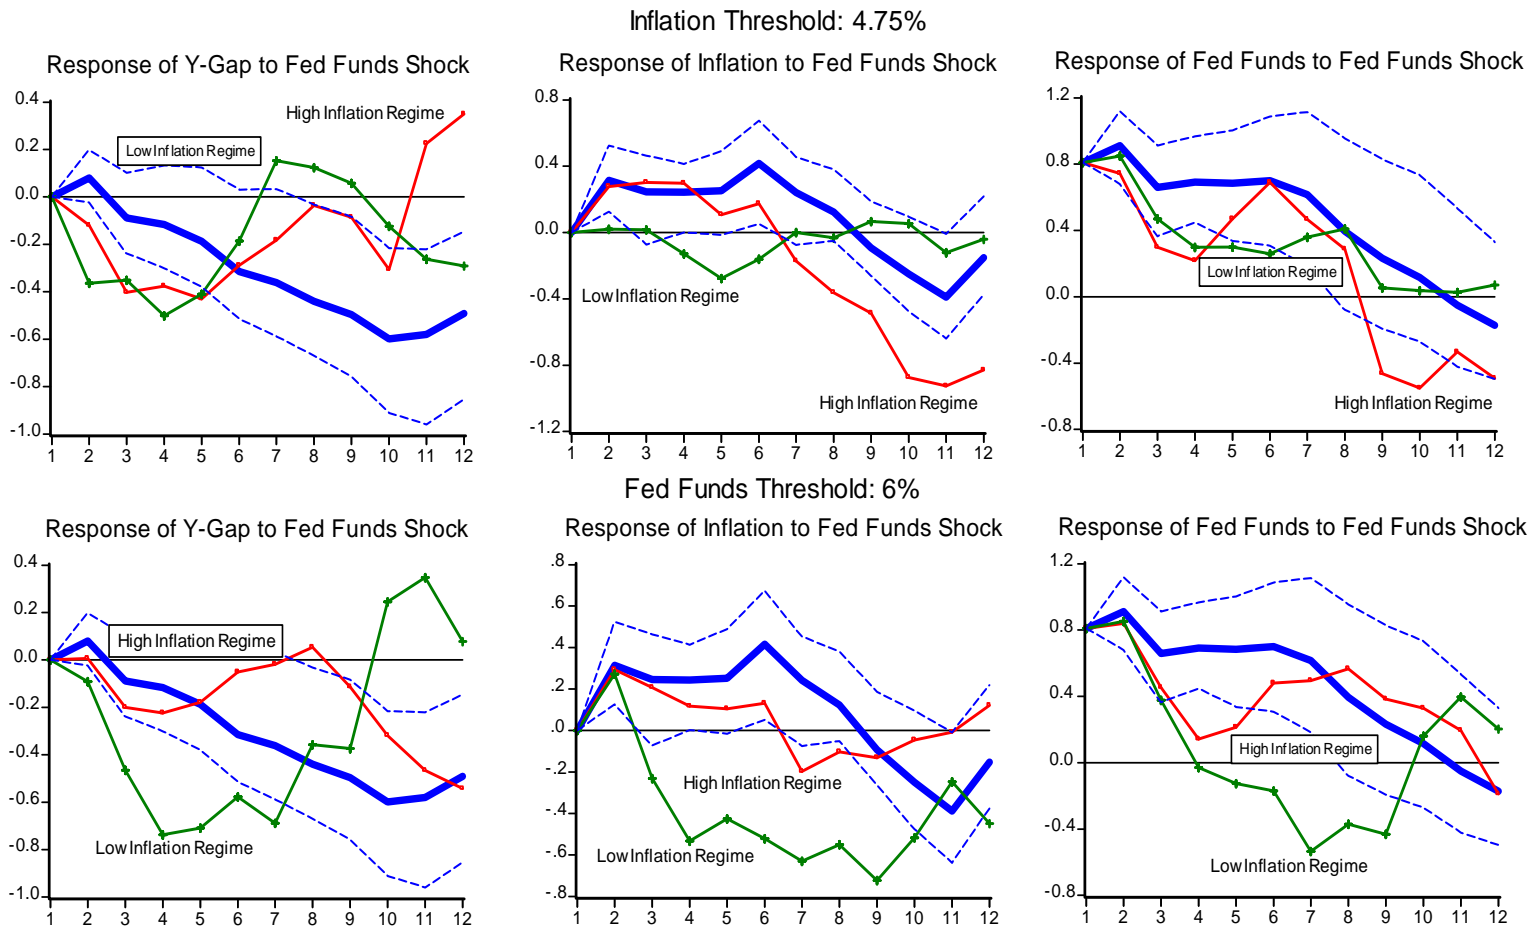 Inflation Threshold: 4.75%
Response of Y-Gap to Fed Funds Shock
Response of Inflation to Fed Funds Shock
Response of Fed Funds to Fed Funds Shock
0.4
0.2
0.0
-0.2
-0.4
-0.6
-0.8
-1.0
High Inflation Regime
Low Inflation Regime
1 2 3 4 5 6 7 8 9 10 11 12
0.8
0.4
0.0
-0.4
-0.8
-1.2
Low Inflation Regime
High Inflation Regime
1 2 3 4 5 6 7 8 9 10 11 12
1.2
0.8
0.4
0.0
-0.4
-0.8
Low Inflation Regime
High Inflation Regime
1 2 3 4 5 6 7 8 9 10 11 12
Fed Funds Threshold: 6%
Response of Y-Gap to Fed Funds Shock
Response of Inflation to Fed Funds Shock
Response of Fed Funds to Fed Funds Shock
0.4
0.2
0.0
-0.2
-0.4
-0.6
-0.8
-1.0
High Inflation Regime
Low Inflation Regime
1 2 3 4 5 6 7 8 9 10 11 12
.8
.6
.4
.2
.0
-.2
-.4
-.6
-.8
High Inflation Regime
Low Inflation Regime
1 2 3 4 5 6 7 8 9 10 11 12
1.2
0.8
0.4
0.0
-0.4
-0.8
High Inflation Regime
Low Inflation Regime
1 2 3 4 5 6 7 8 9 10 11 12